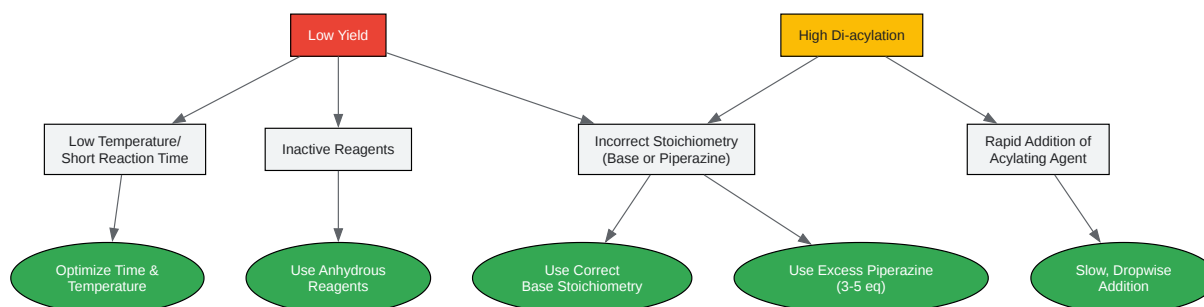 Low Yield
High Di-acylation
Low Temperature/
Short Reaction Time
Inactive Reagents
Incorrect Stoichiometry
(Base or Piperazine)
Rapid Addition of
Acylating Agent
Optimize Time &
Temperature
Use Anhydrous
Reagents
Use Correct
Base Stoichiometry
Use Excess Piperazine
(3-5 eq)
Slow, Dropwise
Addition